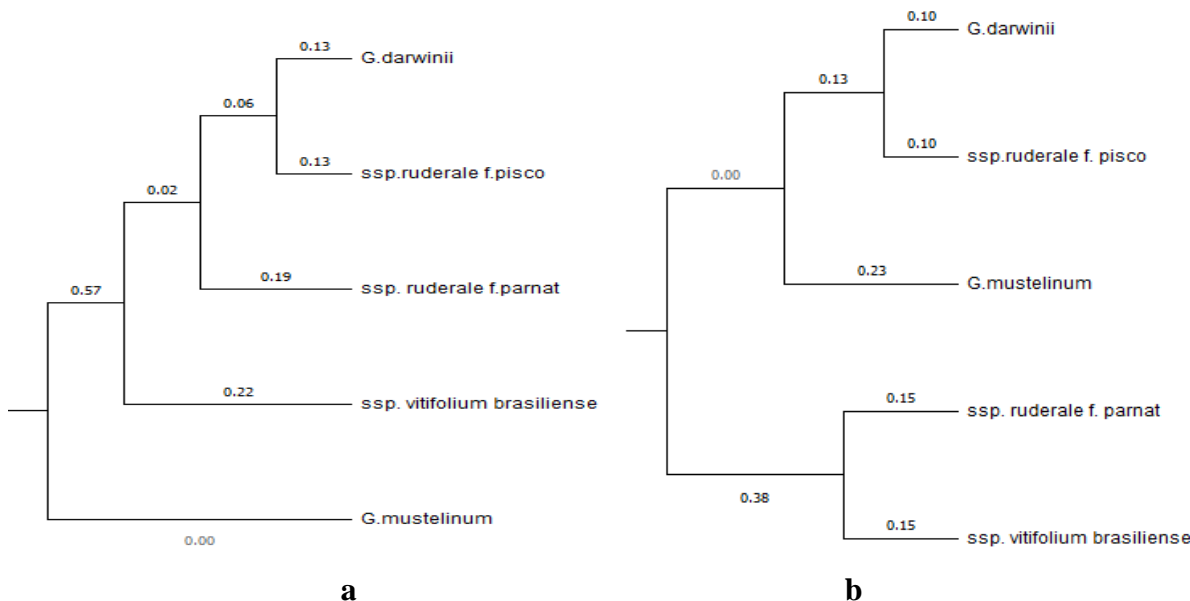 0.13
G.darwinii
0.06
0.13
ssp.ruderale f.pisco
0.02
0.19
ssp. ruderale f.parnat
0.57
0.22
ssp. vitifolium brasiliense
G.mustelinum
0.00
a
0.10
G.darwinii
0.13
0.10
ssp.ruderale f. pisco
0.00
0.23
G.mustelinum
0.15
ssp. ruderale f. parnat
0.38
0.15
ssp. vitifolium brasiliense
b